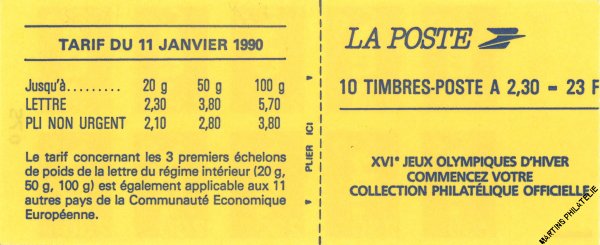 TARIF DU 11 JANVIER 1990
Jusqu'à......... 20 g 50 g 100 g
LETTRE 2,30 3,80 5,70
PLI NON URGENT 2,10 2,80 3,80
Le tarif concernant les 3 premiers échelons
de poids de la lettre du régime intérieur (20 g,
50 g, 100 g) est également applicable aux 11
autres pays de la Communauté Economique
Européenne.
PLIER ICI
LA POSTE
10 TIMBRES-POSTE A 2,30 - 23 F
XVIᵉ JEUX OLYMPIQUES D'HIVER
COMMENCEZ VOTRE
COLLECTION PHILATÉLIQUE OFFICIELLE
MARTINS PHILATELIE